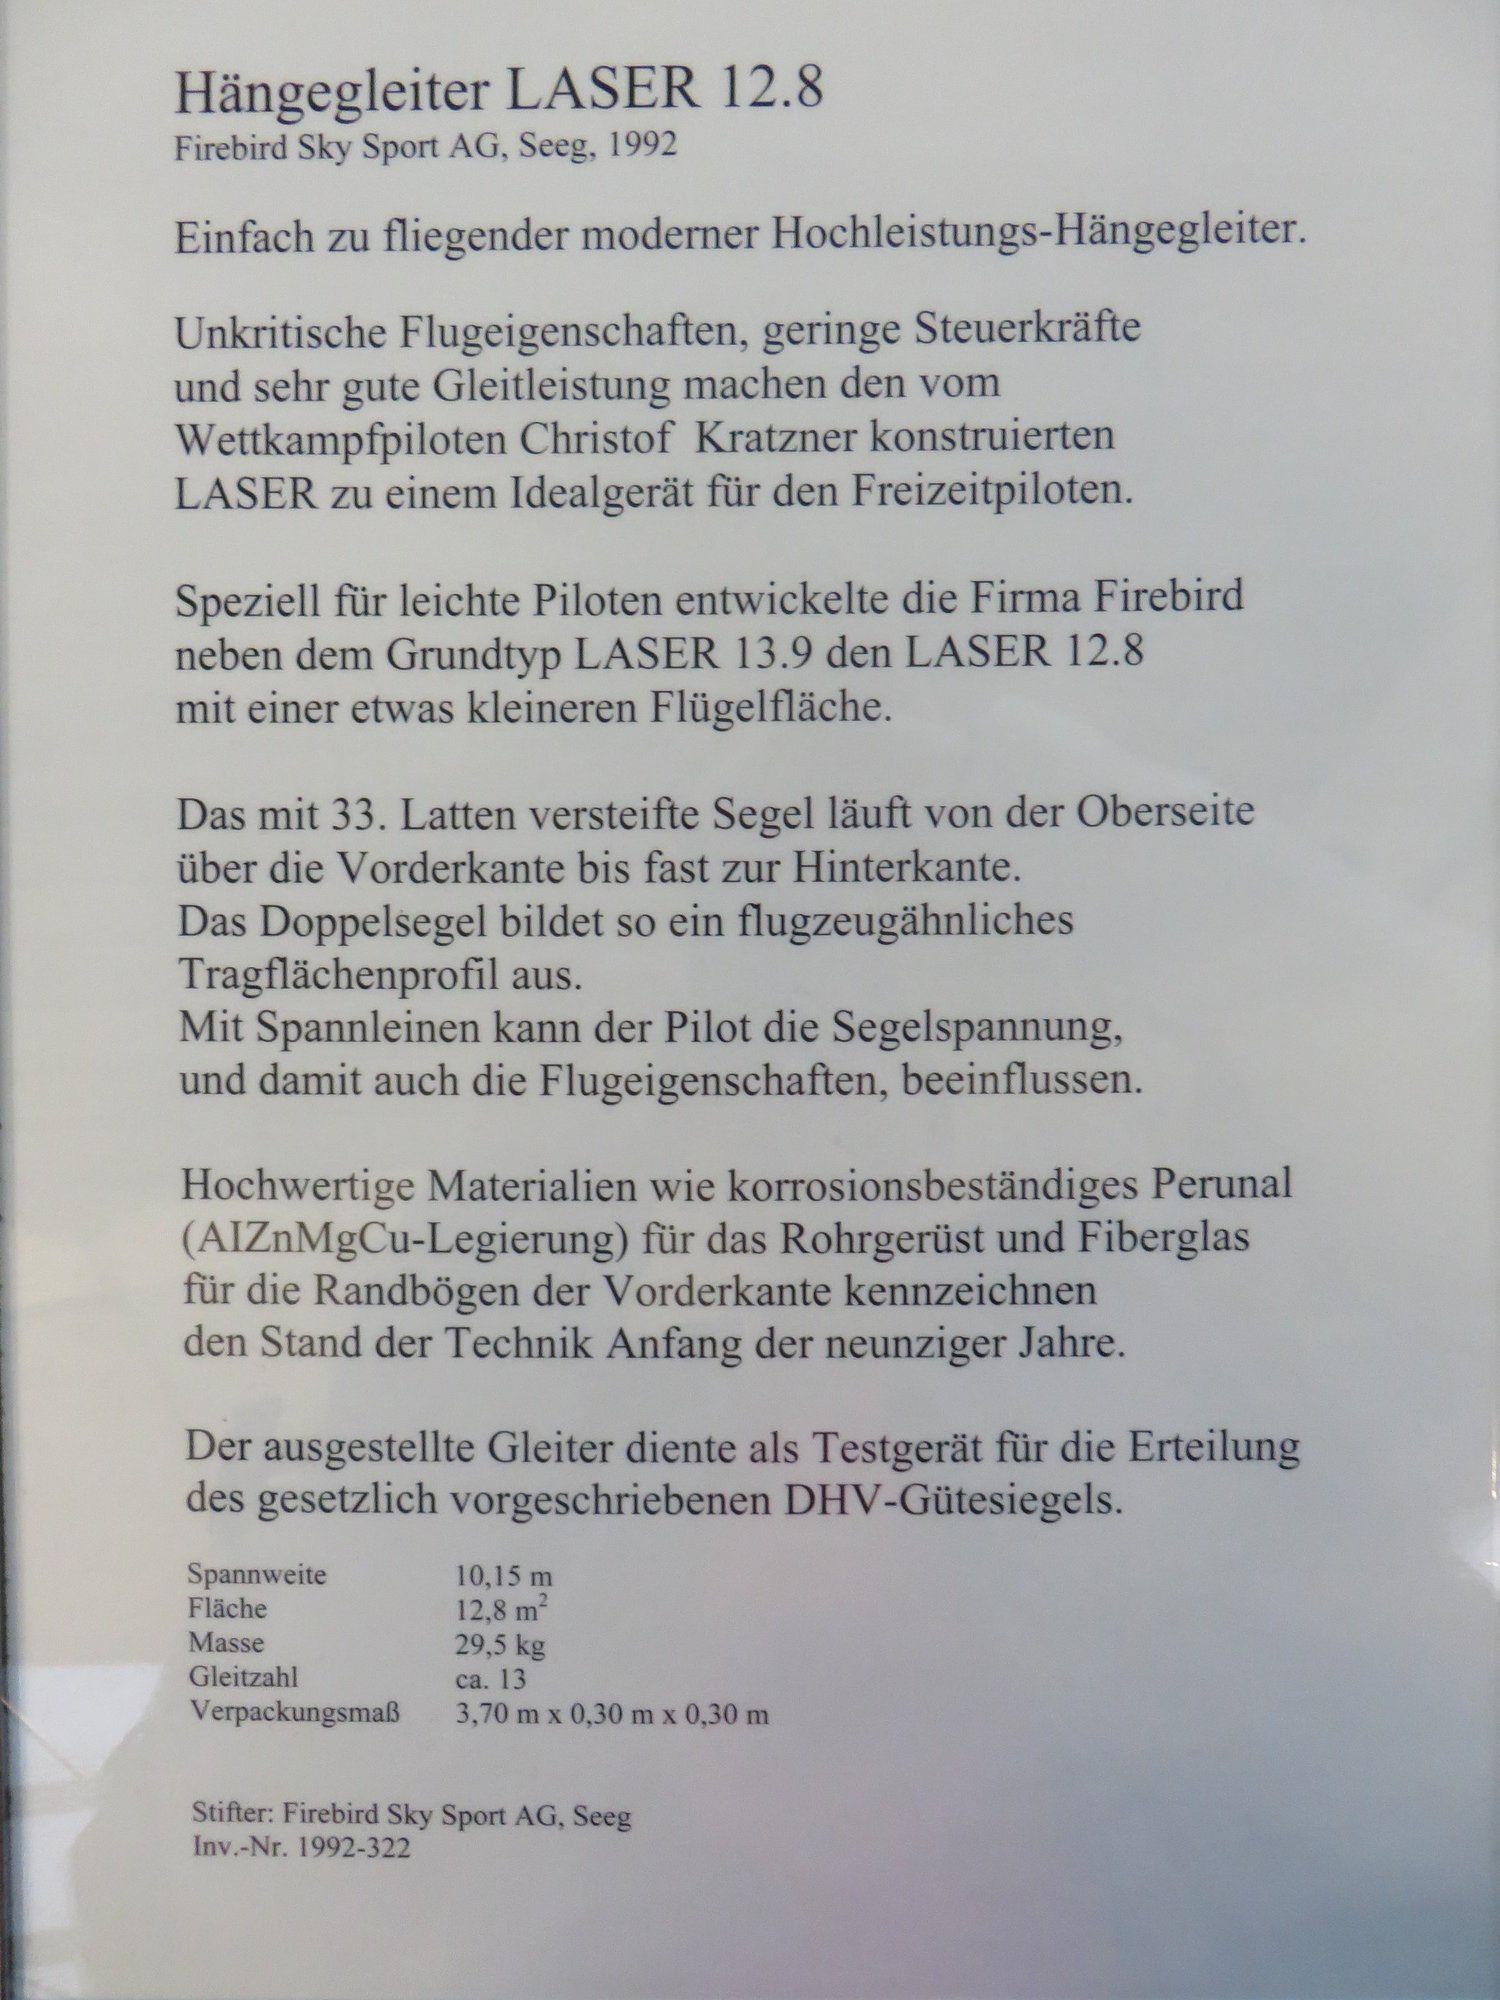 Hängegleiter LASER 12.8
Firebird Sky Sport AG, Seeg, 1992
Einfach zu fliegender moderner Hochleistungs-Hängegleiter.
Unkritische Flugeigenschaften, geringe Steuerkräfte
und sehr gute Gleitleistung machen den vom
Wettkampfpiloten Christof Kratzner konstruierten
LASER zu einem Idealgerät für den Freizeitpiloten.
Speziell für leichte Piloten entwickelte die Firma Firebird
neben dem Grundtyp LASER 13.9 den LASER 12.8
mit einer etwas kleineren Flügelfläche.
Das mit 33. Latten versteifte Segel läuft von der Oberseite
über die Vorderkante bis fast zur Hinterkante.
Das Doppelsegel bildet so ein flugzeugähnliches
Tragflächenprofil aus.
Mit Spannleinen kann der Pilot die Segelspannung,
und damit auch die Flugeigenschaften, beeinflussen.
Hochwertige Materialien wie korrosionsbeständiges Perunal
(AIZnMgCu-Legierung) für das Rohrgerüst und Fiberglas
für die Randbögen der Vorderkante kennzeichnen
den Stand der Technik Anfang der neunziger Jahre.
Der ausgestellte Gleiter diente als Testgerät für die Erteilung
des gesetzlich vorgeschriebenen DHV-Gütesiegels.
Spannweite 10,15 m
Fläche 12,8 m²
Masse 29,5 kg
Gleitzahl ca. 13
Verpackungsmaß 3,70 m x 0,30 m x 0,30 m
Stifter: Firebird Sky Sport AG, Seeg
Inv.-Nr. 1992-322